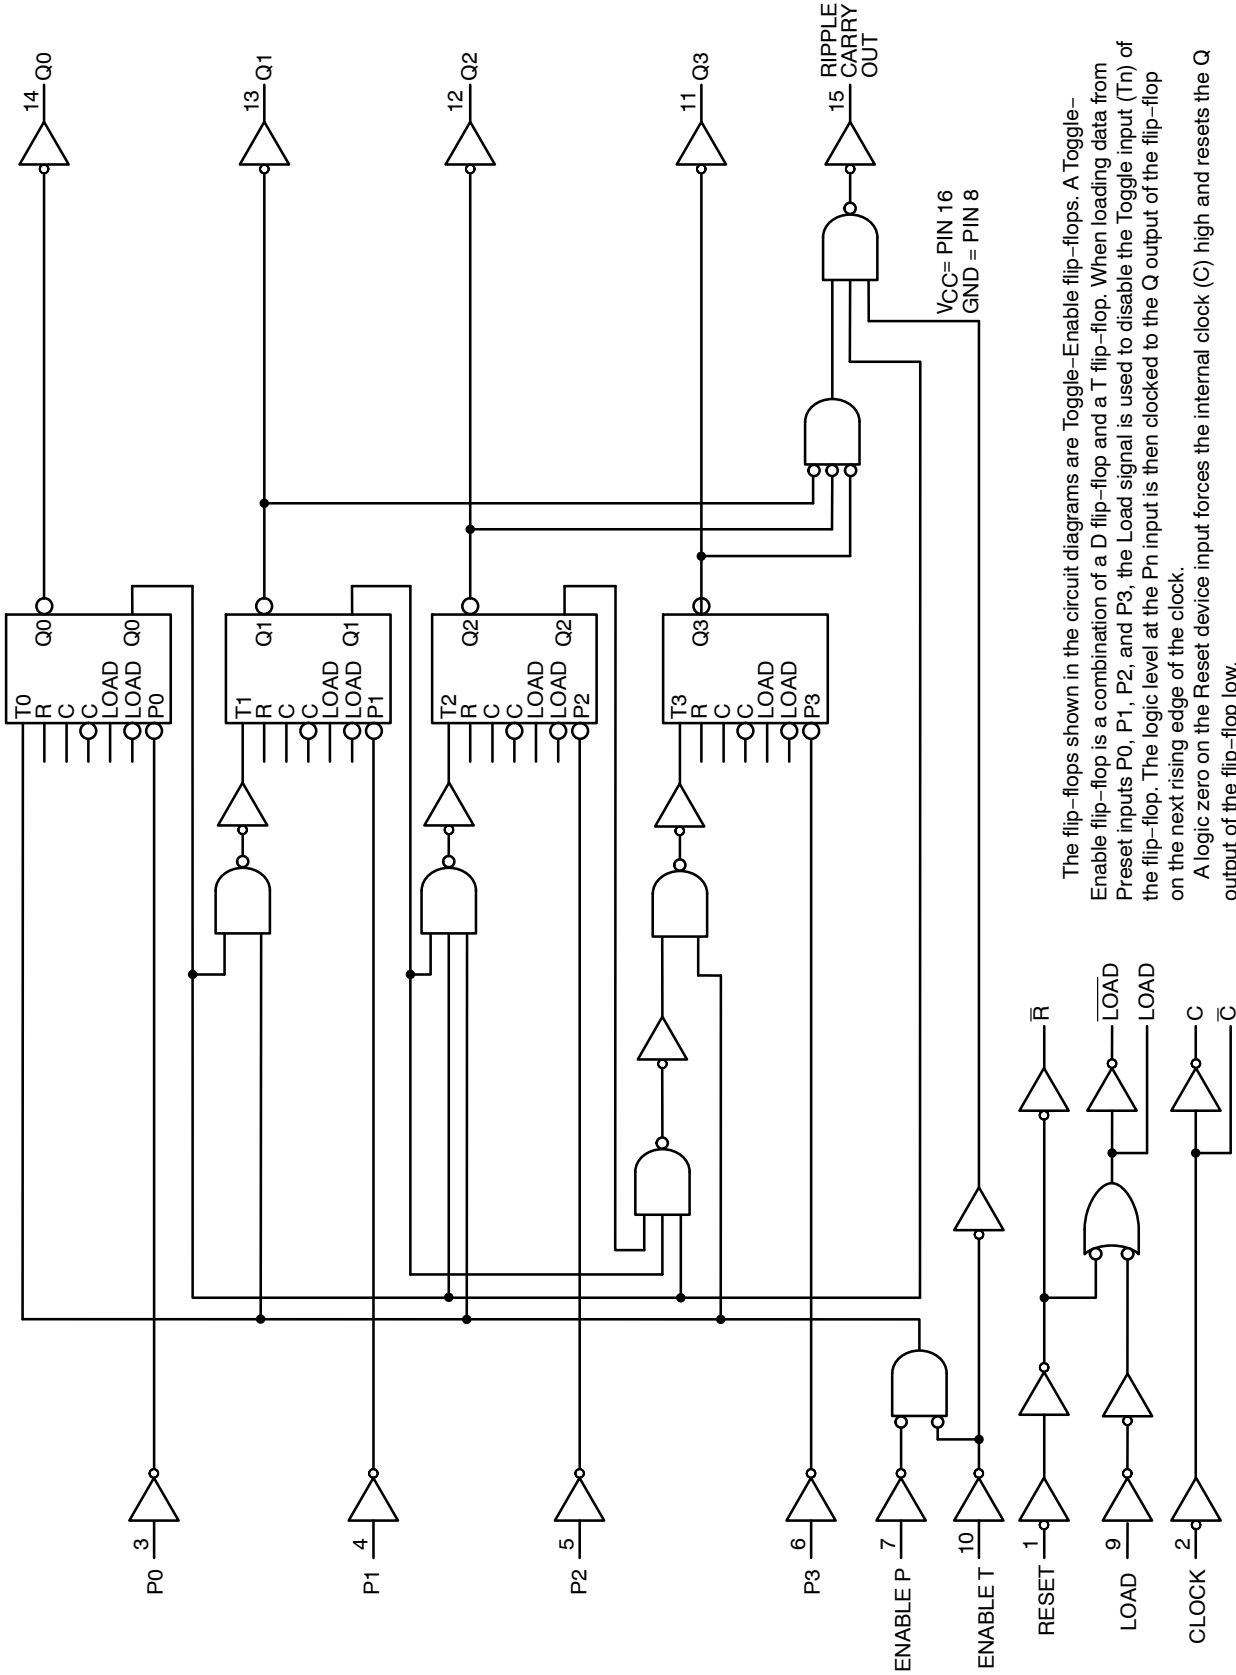 P0
3
P1
4
P2
5
P3
6
ENABLE P
7
ENABLE T
10
RESET
1
LOAD
9
CLOCK
2
T0
R
C
C
LOAD
LOAD
P0
Q0
Q0
T1
R
C
C
LOAD
LOAD
P1
Q1
Q1
T2
R
C
C
LOAD
LOAD
P2
Q2
Q2
T3
R
C
C
LOAD
LOAD
P3
Q3
14 Q0
13 Q1
12 Q2
11 Q3
15
RIPPLE
CARRY
OUT
VCC= PIN 16
GND = PIN 8
R̅
L̅O̅A̅D̅
LOAD
C
C̅
The flip−flops shown in the circuit diagrams are Toggle−Enable flip−flops. A Toggle−
Enable flip−flop is a combination of a D flip−flop and a T flip−flop. When loading data from
Preset inputs P0, P1, P2, and P3, the Load signal is used to disable the Toggle input (Tn) of
the flip−flop. The logic level at the Pn input is then clocked to the Q output of the flip−flop
on the next rising edge of the clock.
A logic zero on the Reset device input forces the internal clock (C) high and resets the Q
output of the flip−flop low.